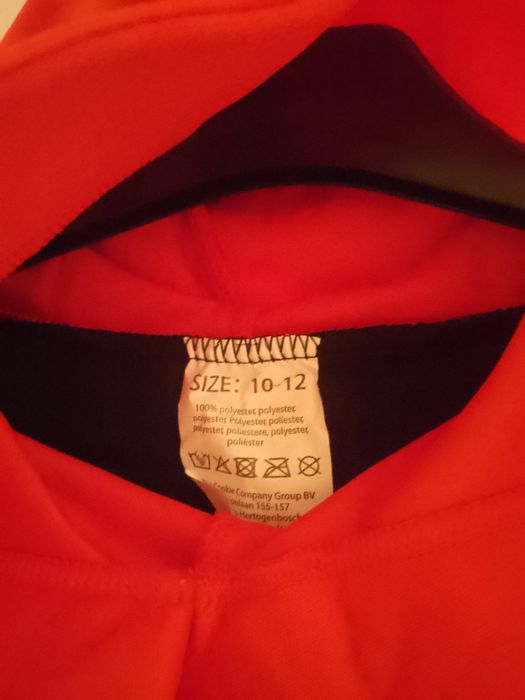 SIZE: 10-12
100% polyester, polyester,
polyester Polyester, poliester,
polyester, poliestere, polyester,
poliéster
Cookie Company Group BV
155-157
Hertogenbosch